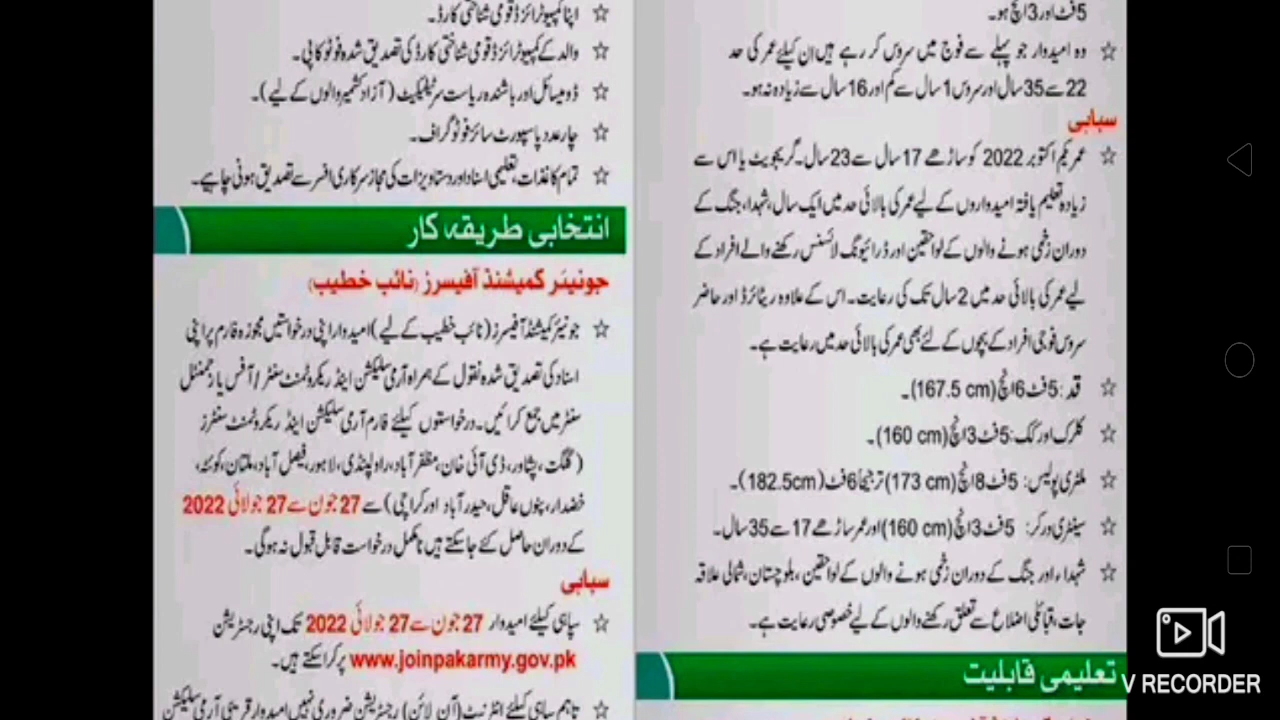 5فٹ اور 3 انچ ہو۔
☆ وہ امیدوار جو پہلے سے فوج میں سروس کر رہے ہیں ان کیلئے عمر کی حد
22 سے 35 سال اور سروس 1 سال سے کم اور 16 سال سے زیادہ نہ ہو۔
سپاہی
☆ عمر یکم اکتوبر 2022 کو ساڑھے 17 سال سے 23 سال۔ گریجویٹ یا اس سے
زیادہ تعلیم یافتہ امیدواروں کے لیے عمر کی بالائی حد میں ایک سال، شہدا، جنگ کے
دوران زخمی ہونے والوں کے لواحقین اور ڈرائیونگ لائسنس رکھنے والے افراد کے
لیے عمر کی بالائی حد میں 2 سال تک کی رعایت۔ اس کے علاوہ ریٹائرڈ اور حاضر
سروس فوجی افراد کے بچوں کے لئے بھی عمر کی بالائی حد میں رعایت ہے۔
☆ قد: 5فٹ 6 انچ (167.5 cm)۔
☆ کلرک اور کک: 5فٹ 3 انچ (160 cm)۔
☆ ملٹری پولیس: 5فٹ 8 انچ (173 cm) ترجیحاً 6 فٹ (182.5cm)۔
☆ سینٹری ورکر: 5فٹ 3 انچ (160 cm) اور عمر ساڑھے 17 سے 35 سال۔
☆ شہداء اور جنگ کے دوران زخمی ہونے والوں کے لواحقین، بلوچستان، شمالی علاقہ
جات، قبائلی اضلاع سے تعلق رکھنے والوں کے لیے خصوصی رعایت ہے۔
تعلیمی قابلیت
☆ اپنا کمپیوٹرائزڈ قومی شناختی کارڈ۔
☆ والد کے کمپیوٹرائزڈ قومی شناختی کارڈ کی تصدیق شدہ فوٹو کاپی۔
☆ ڈومیسائل اور باشندہ ریاست سرٹیفکیٹ (آزاد کشمیر والوں کے لیے)۔
☆ چار عدد پاسپورٹ سائز فوٹو گراف۔
☆ تمام کاغذات، تعلیمی اسناد اور دستاویزات کی مجاز سرکاری افسر سے تصدیق ہونی چاہیے۔
انتخابی طریقہ کار
جونیئر کمیشنڈ آفیسرز (نائب خطیب)
☆ جونیئر کمیشنڈ آفیسرز (نائب خطیب کے لیے) امیدوار اپنی درخواستیں مجوزہ فارم پر اپنی
اسناد کی تصدیق شدہ نقول کے ہمراہ آرمی سلیکشن اینڈ ریکروٹمنٹ سنٹر / آفس یا رجمنٹل
سنٹر میں جمع کرائیں۔ درخواستوں کیلئے فارم آرمی سلیکشن اینڈ ریکروٹمنٹ سنٹرز
(گلگت، پشاور، ڈی آئی خان، مظفر آباد، راولپنڈی، لاہور، فیصل آباد، ملتان، کوئٹہ،
خضدار، پنوں عاقل، حیدر آباد اور کراچی) سے 27 جون سے 27 جولائی 2022
کے دوران حاصل کئے جا سکتے ہیں نامکمل درخواست قابل قبول نہ ہوگی۔
سپاہی
☆ سپاہی کیلئے امیدوار 27 جون سے 27 جولائی 2022 تک اپنی رجسٹریشن
www.joinpakarmy.gov.pk پر کرا سکتے ہیں۔
☆ تاہم سپاہی کیلئے انٹرنیٹ (آن لائن) رجسٹریشن ضروری نہیں امیدوار قریبی آرمی سلیکشن
V RECORDER